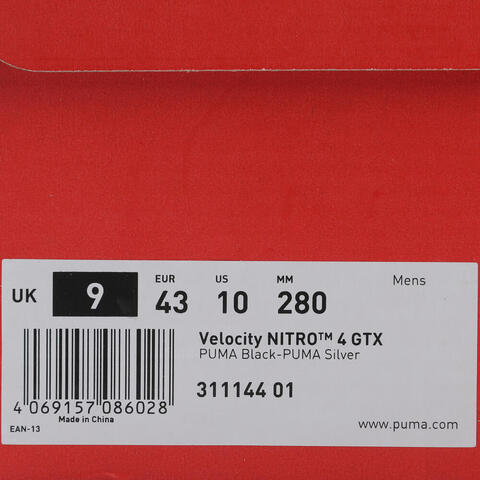 UK 9 EUR 43 US 10 MM 280 Mens
Velocity NITRO™ 4 GTX
PUMA Black-PUMA Silver
311144 01
4 069157 086028
Made in China
EAN-13
www.puma.com